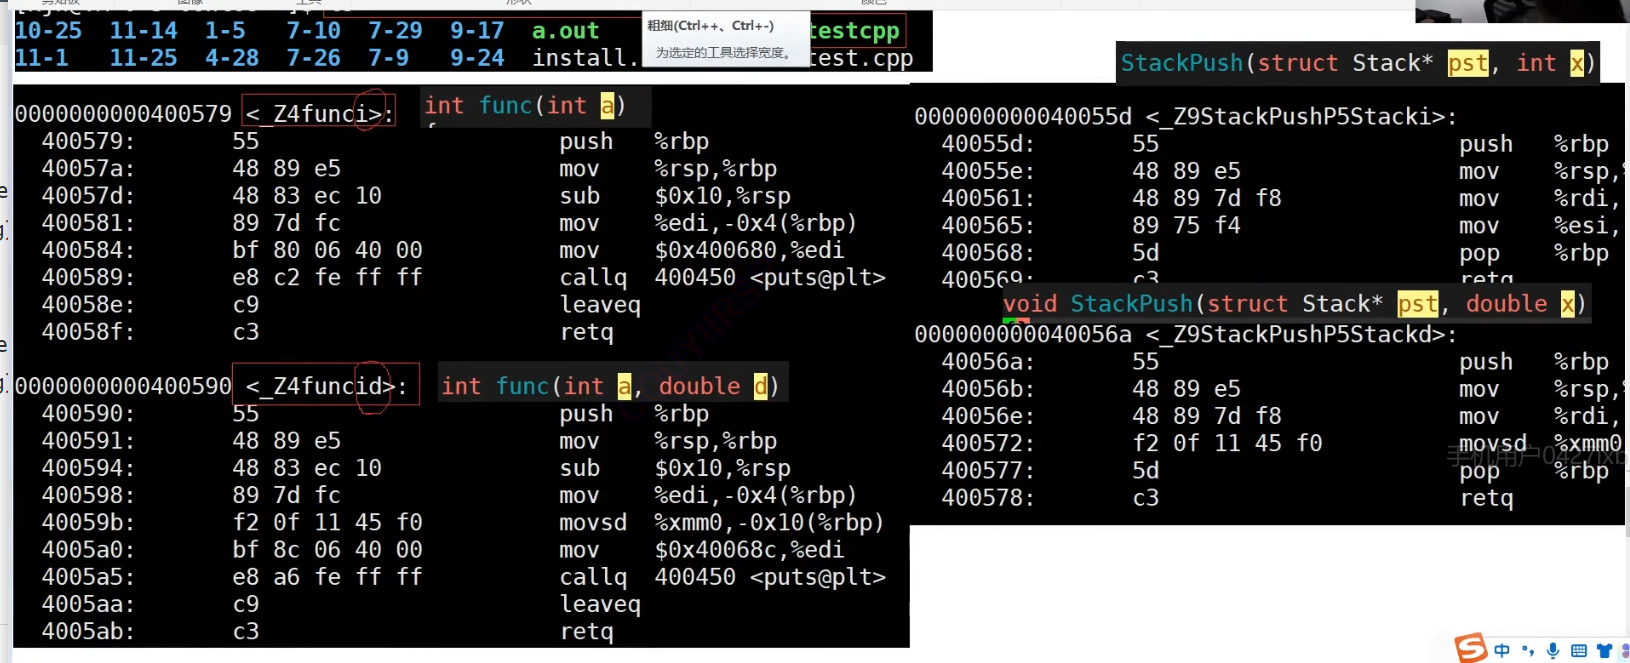 10-25 11-14 1-5 7-10 7-29 9-17 a.out testcpp
11-1 11-25 4-28 7-26 7-9 9-24 install. test.cpp
粗细(Ctrl++、Ctrl+-)
为选定的工具选择宽度。
0000000000400579 <_Z4funci>: int func(int a)
400579: 55 push %rbp
40057a: 48 89 e5 mov %rsp,%rbp
40057d: 48 83 ec 10 sub $0x10,%rsp
400581: 89 7d fc mov %edi,-0x4(%rbp)
400584: bf 80 06 40 00 mov $0x400680,%edi
400589: e8 c2 fe ff ff callq 400450 <puts@plt>
40058e: c9 leaveq
40058f: c3 retq
0000000000400590 <_Z4funcid>: int func(int a, double d)
400590: 55 push %rbp
400591: 48 89 e5 mov %rsp,%rbp
400594: 48 83 ec 10 sub $0x10,%rsp
400598: 89 7d fc mov %edi,-0x4(%rbp)
40059b: f2 0f 11 45 f0 movsd %xmm0,-0x10(%rbp)
4005a0: bf 8c 06 40 00 mov $0x40068c,%edi
4005a5: e8 a6 fe ff ff callq 400450 <puts@plt>
4005aa: c9 leaveq
4005ab: c3 retq
StackPush(struct Stack* pst, int x)
000000000040055d <_Z9StackPushP5Stacki>:
40055d: 55 push %rbp
40055e: 48 89 e5 mov %rsp,%
400561: 48 89 7d f8 mov %rdi,
400565: 89 75 f4 mov %esi,
400568: 5d pop %rbp
400569: c3 retq
void StackPush(struct Stack* pst, double x)
000000000040056a <_Z9StackPushP5Stackd>:
40056a: 55 push %rbp
40056b: 48 89 e5 mov %rsp,%
40056e: 48 89 7d f8 mov %rdi,
400572: f2 0f 11 45 f0 movsd %xmm0
400577: 5d pop %rbp
400578: c3 retq
手机用户0427lxb
中